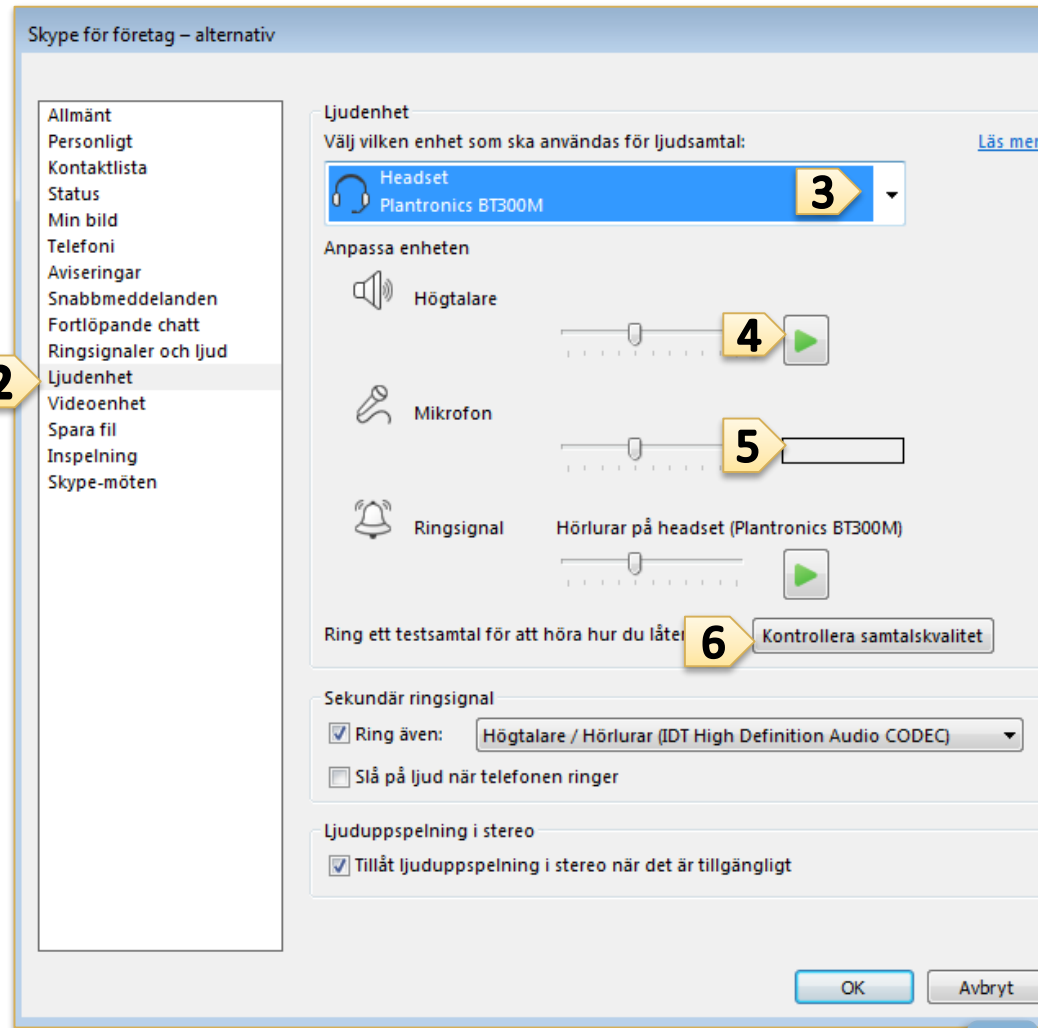 Skype för företag – alternativ
Allmänt
Personligt
Kontaktlista
Status
Min bild
Telefoni
Aviseringar
Snabbmeddelanden
Fortlöpande chatt
Ringsignaler och ljud
2
Ljudenhet
Videoenhet
Spara fil
Inspelning
Skype-möten
Ljudenhet
Välj vilken enhet som ska användas för ljudsamtal:
Läs mer
Headset
Plantronics BT300M
3
Anpassa enheten
Högtalare
4
Mikrofon
5
Ringsignal
Hörlurar på headset (Plantronics BT300M)
Ring ett testsamtal för att höra hur du låter
6
Kontrollera samtalskvalitet
Sekundär ringsignal
Ring även:
Högtalare / Hörlurar (IDT High Definition Audio CODEC)
Slå på ljud när telefonen ringer
Ljuduppspelning i stereo
Tillåt ljuduppspelning i stereo när det är tillgängligt
OK
Avbryt